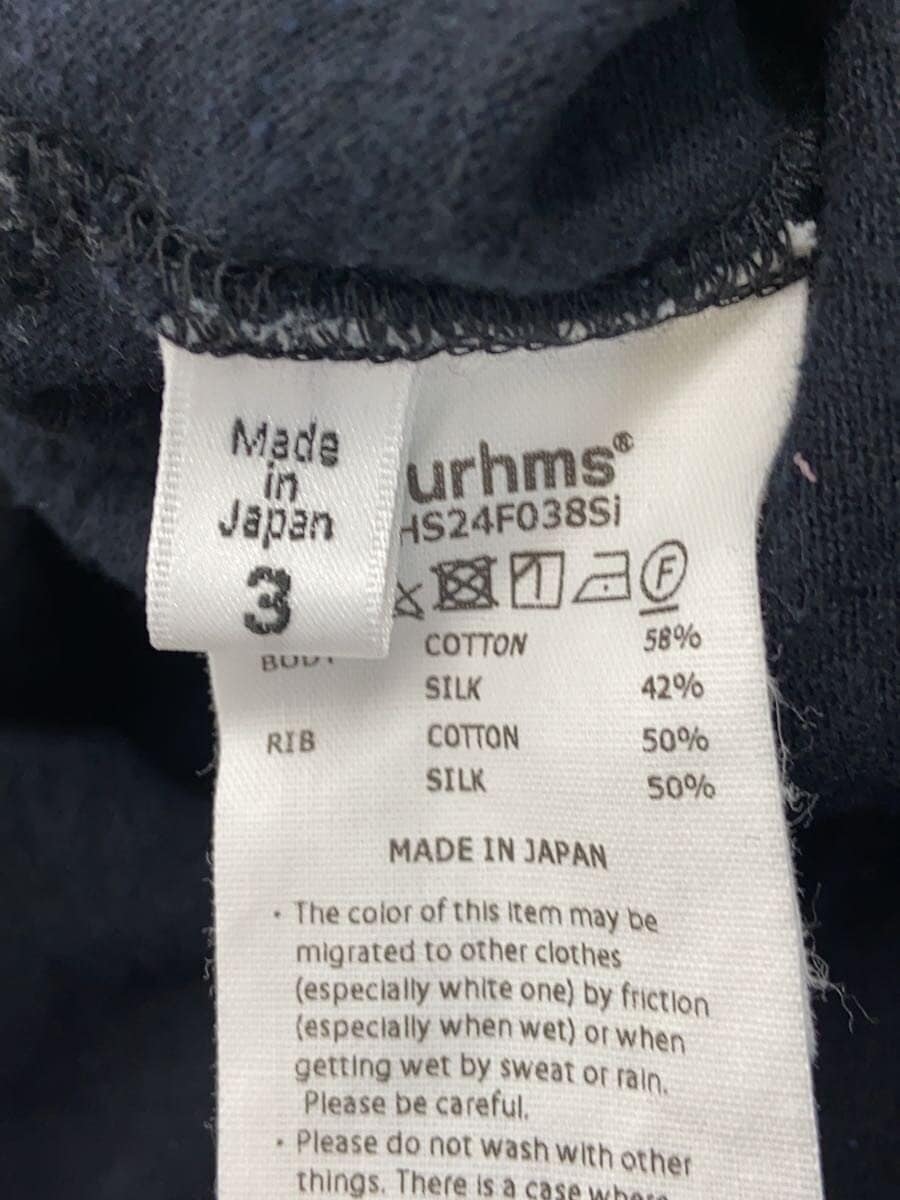 Made
in
Japan
3
urhms®
HS24F038Si
F
BODY
COTTON 58%
SILK 42%
RIB COTTON 50%
SILK 50%
MADE IN JAPAN
・The color of this item may be
migrated to other clothes
(especially white one) by friction
(especially when wet) or when
getting wet by sweat or rain.
Please be careful.
・Please do not wash with other
things. There is a case where